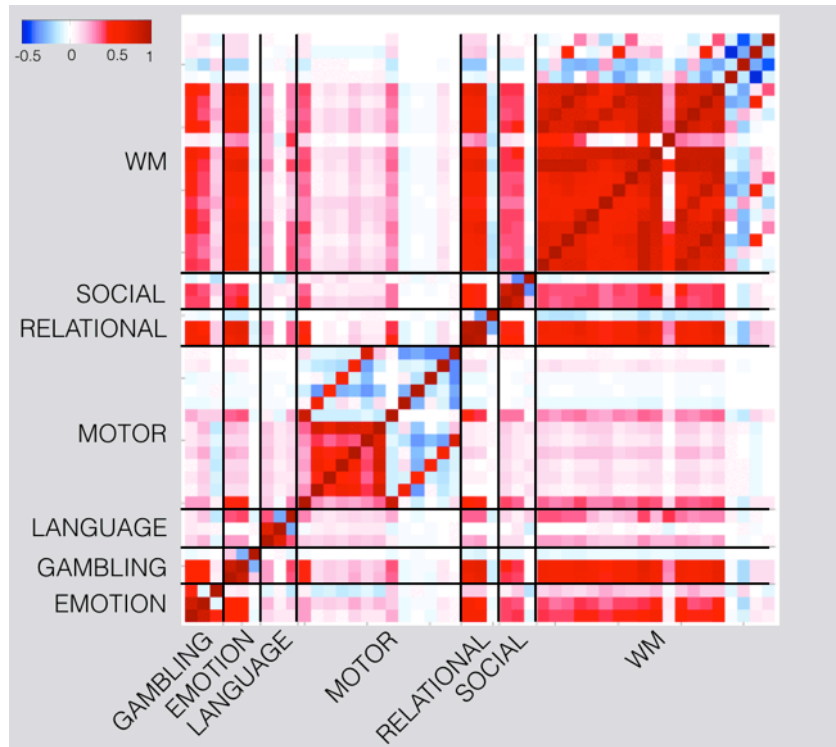 -0.5 0 0.5 1
WM
SOCIAL
RELATIONAL
MOTOR
LANGUAGE
GAMBLING
EMOTION
GAMBLING
EMOTION
LANGUAGE
MOTOR
RELATIONAL
SOCIAL
WM